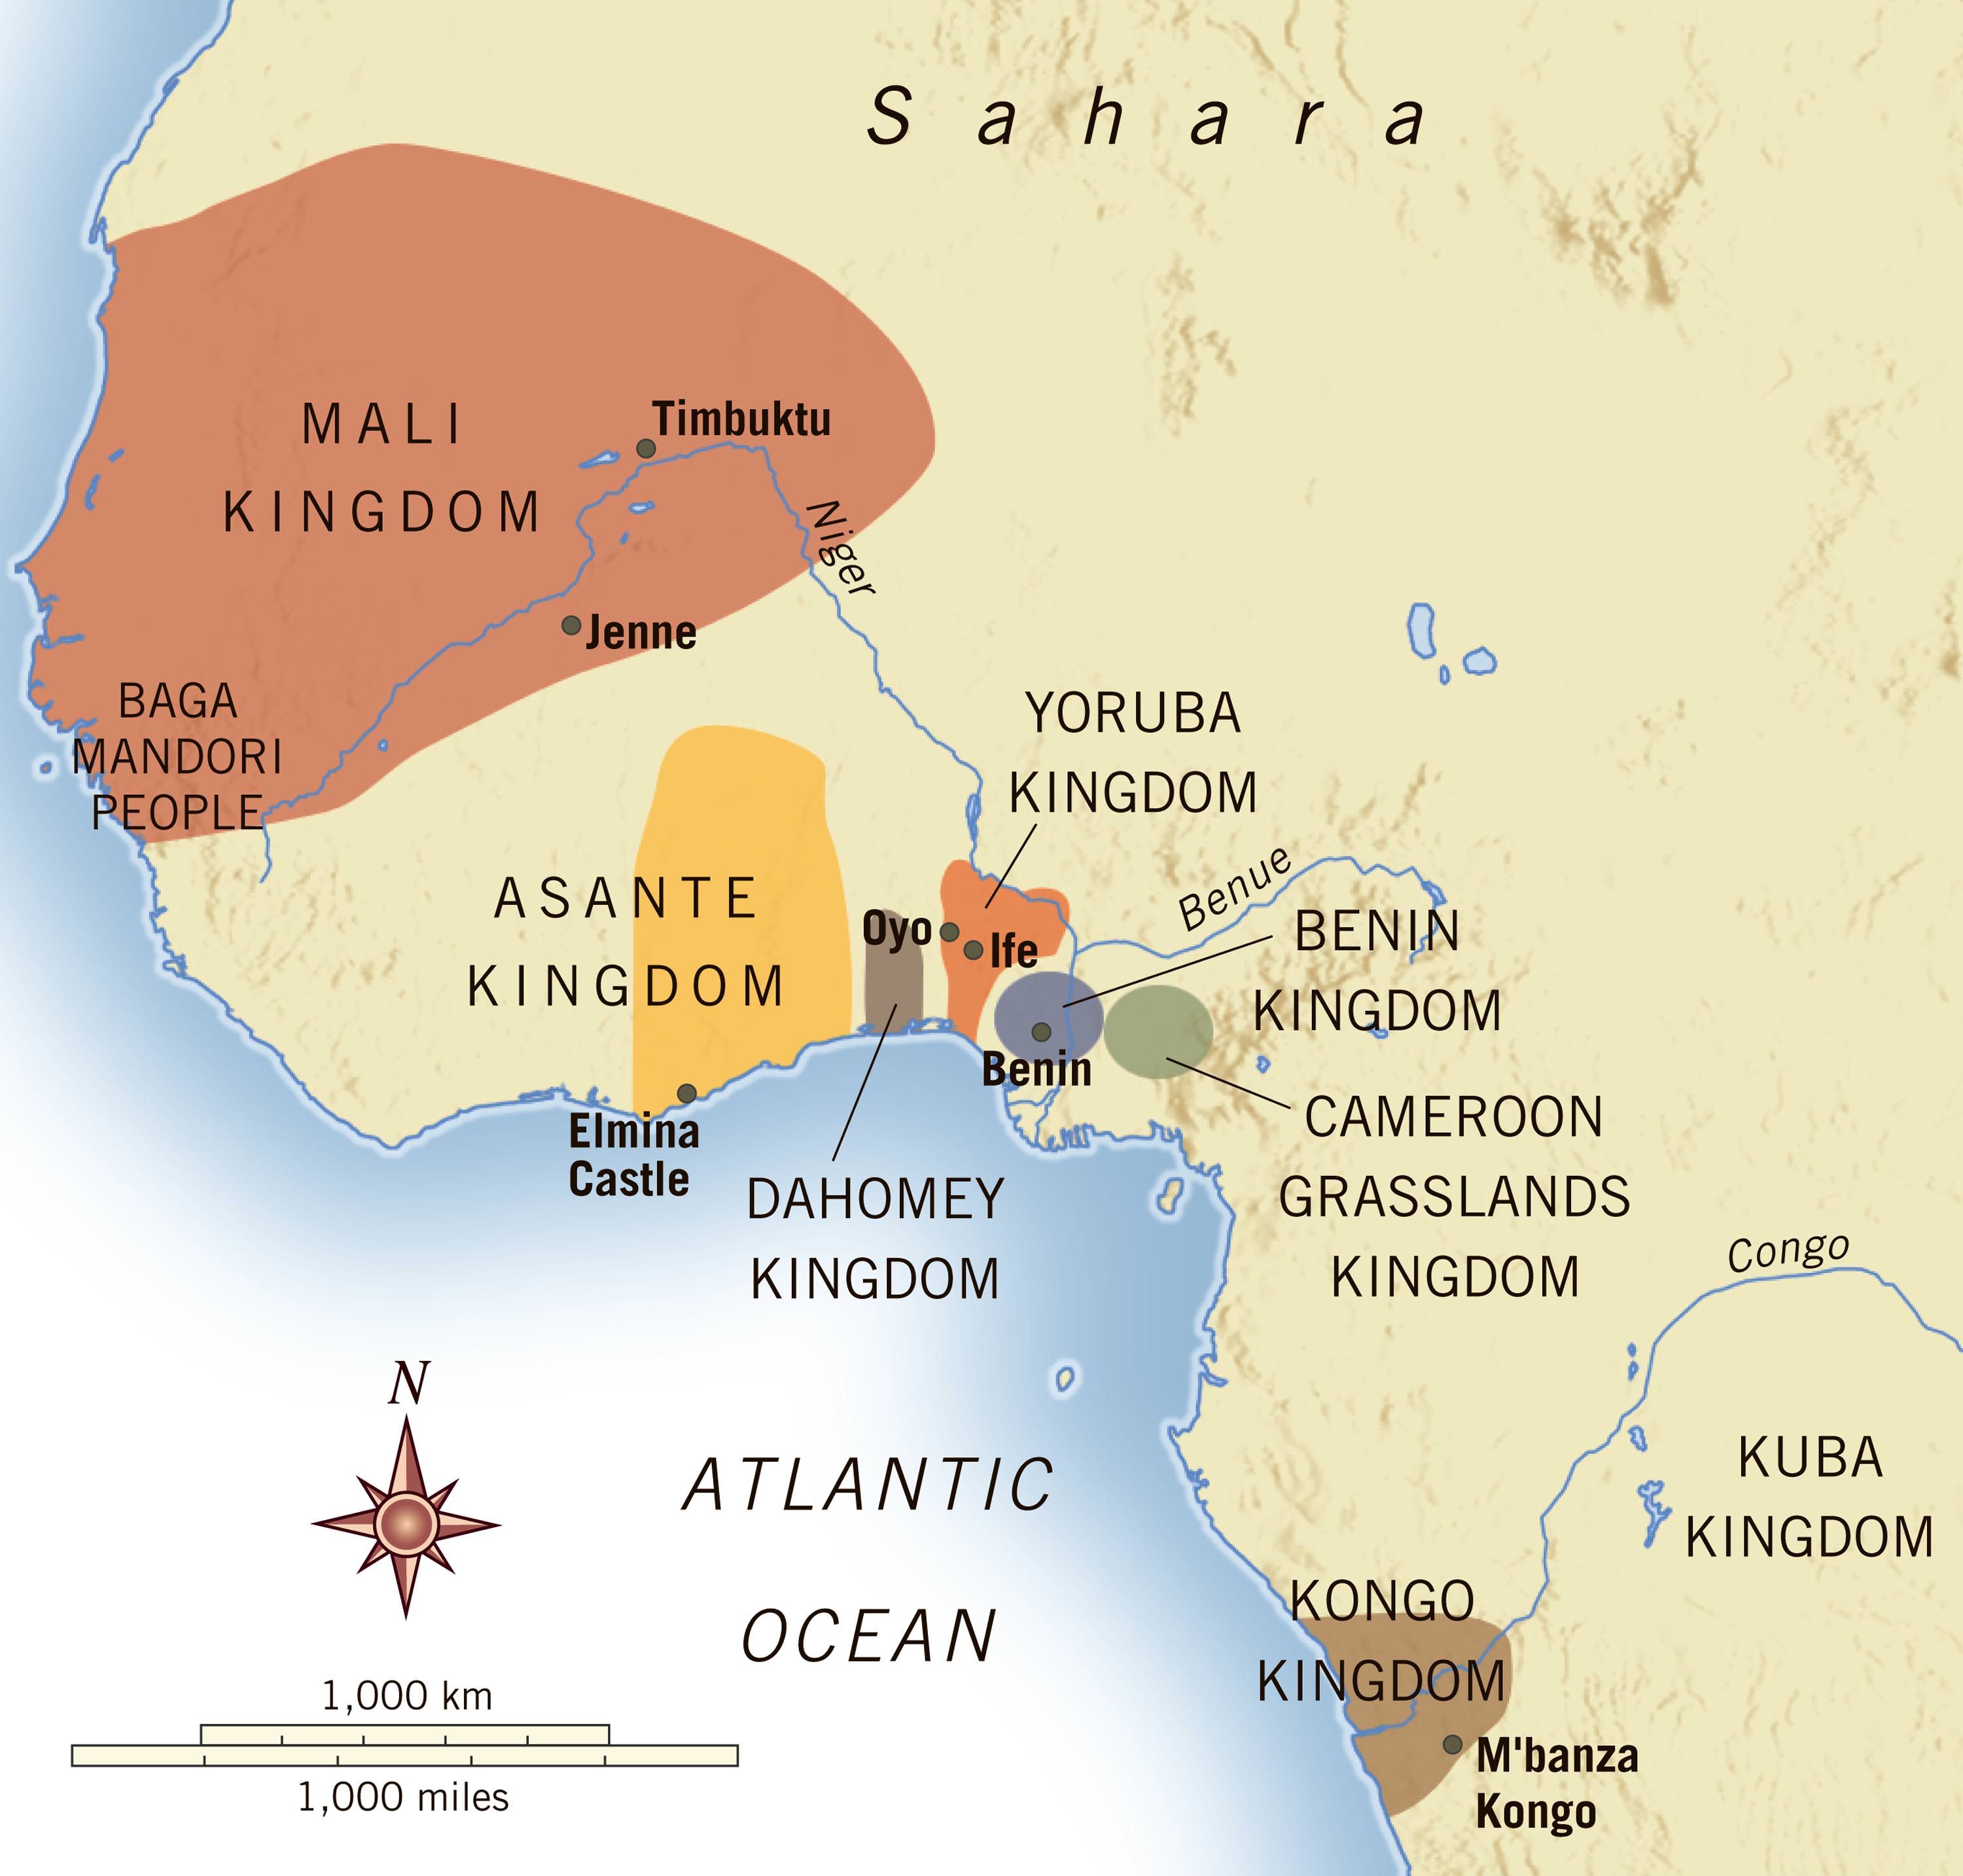 Sahara
MALI
KINGDOM
Timbuktu
Niger
Jenne
BAGA
MANDORI
PEOPLE
YORUBA
KINGDOM
ASANTE
KINGDOM
Oyo
Ife
Benue
BENIN
KINGDOM
Benin
Elmina
Castle
DAHOMEY
KINGDOM
CAMEROON
GRASSLANDS
KINGDOM
Congo
N
ATLANTIC
OCEAN
KUBA
KINGDOM
KONGO
KINGDOM
M'banza
Kongo
1,000 km
1,000 miles